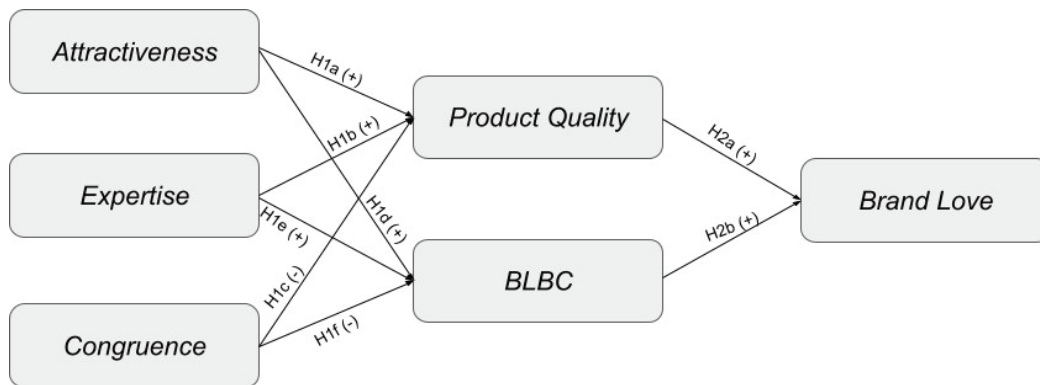 Attractiveness
H1a (+)
Product Quality
H1b (+)
H2a (+)
Expertise
Brand Love
H1d (+)
H1e (+)
H2b (+)
H1c (-)
BLBC
H1f (-)
Congruence